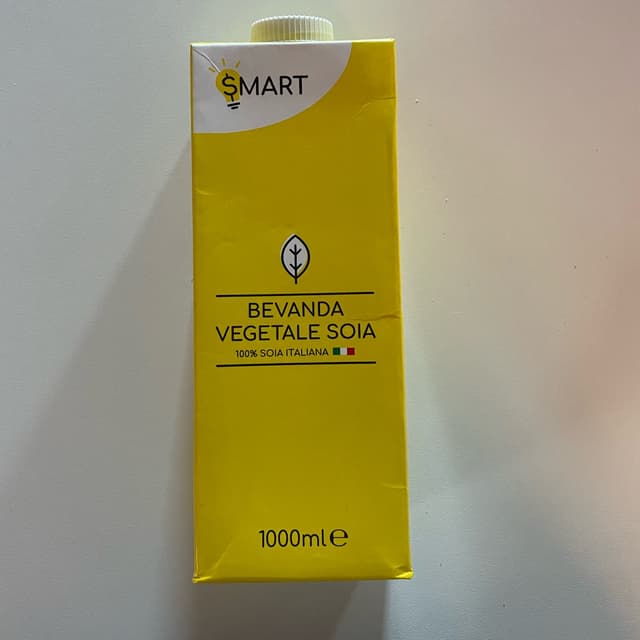 SMART
BEVANDA
VEGETALE SOIA
100% SOIA ITALIANA
1000ml ℮